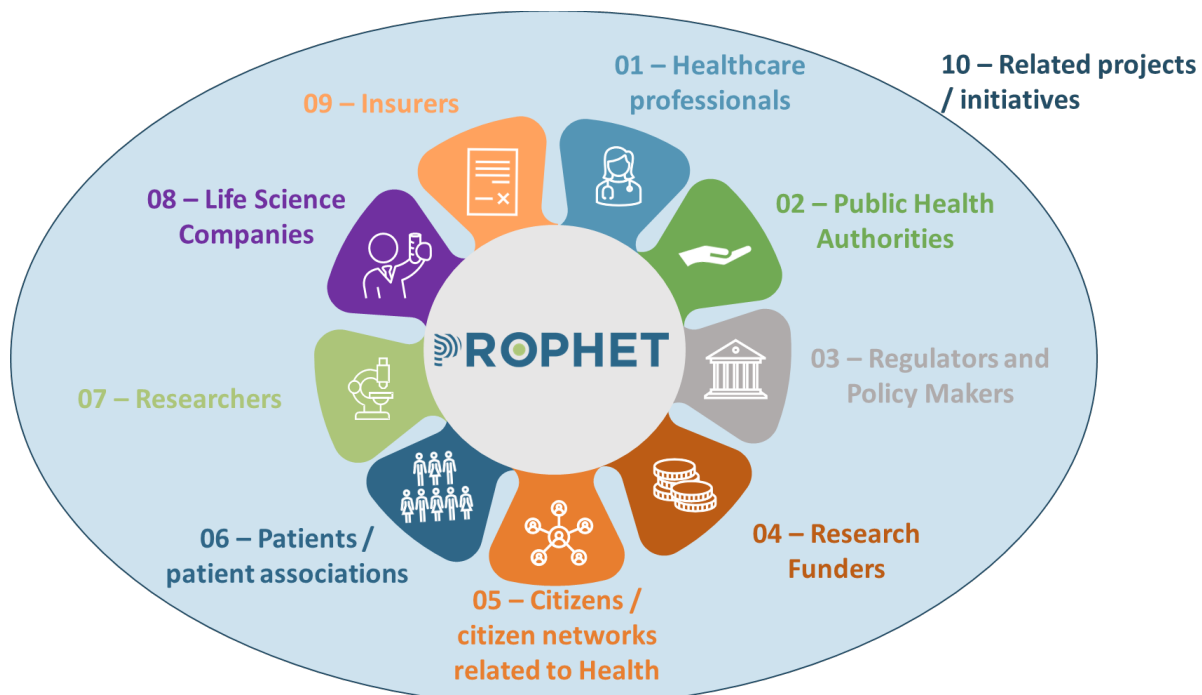 01 – Healthcare
professionals
02 – Public Health
Authorities
03 – Regulators and
Policy Makers
04 – Research
Funders
05 – Citizens /
citizen networks
related to Health
06 – Patients /
patient associations
07 – Researchers
08 – Life Science
Companies
09 – Insurers
10 – Related projects
/ initiatives
PROPHET